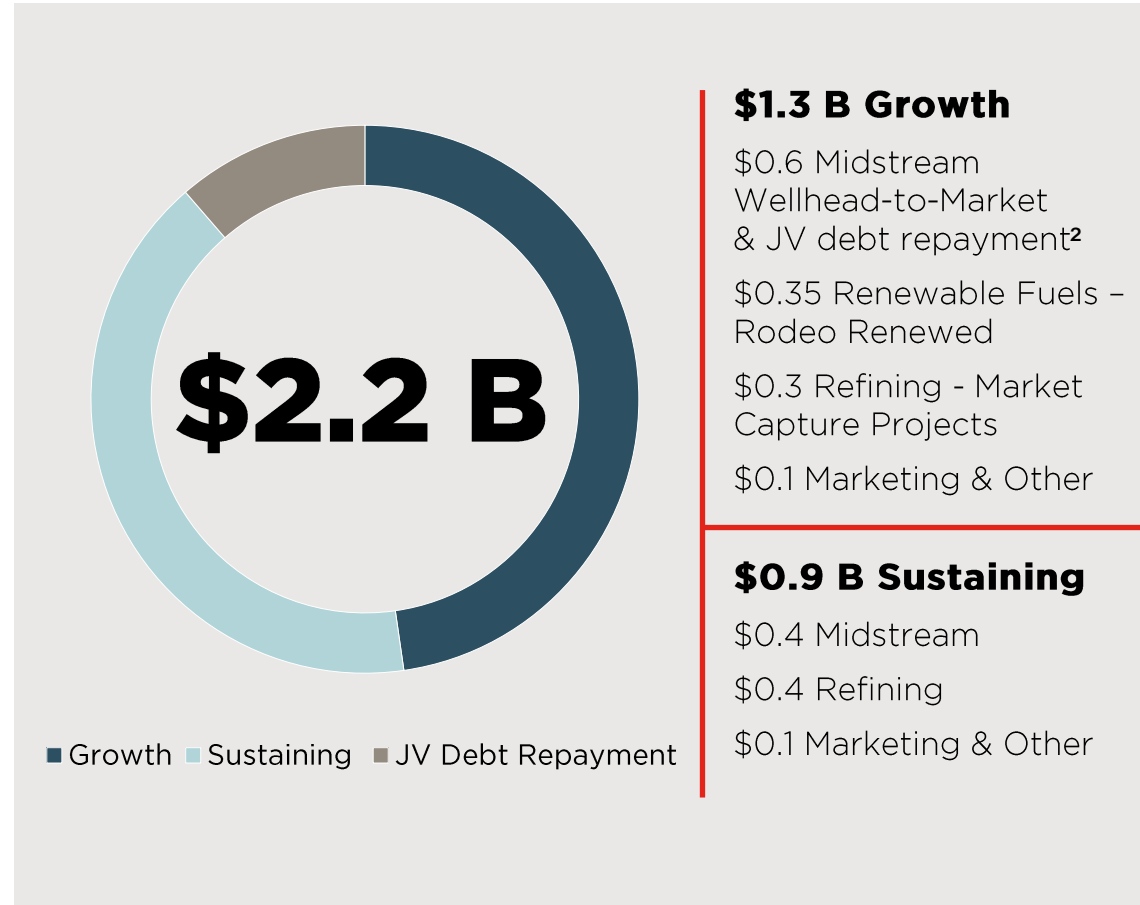 $2.2 B
Growth Sustaining JV Debt Repayment
$1.3 B Growth
$0.6 Midstream
Wellhead-to-Market
& JV debt repayment²
$0.35 Renewable Fuels –
Rodeo Renewed
$0.3 Refining - Market
Capture Projects
$0.1 Marketing & Other
$0.9 B Sustaining
$0.4 Midstream
$0.4 Refining
$0.1 Marketing & Other